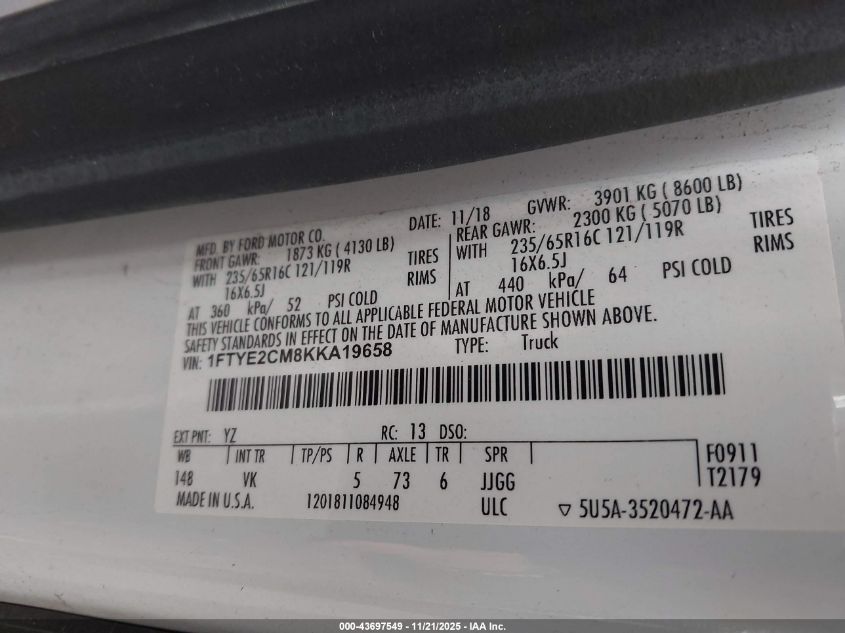 MFD. BY FORD MOTOR CO. DATE: 11/18 GVWR: 3901 KG ( 8600 LB)
FRONT GAWR: 1873 KG ( 4130 LB) REAR GAWR: 2300 KG ( 5070 LB)
WITH 235/65R16C 121/119R TIRES WITH 235/65R16C 121/119R TIRES
16X6.5J RIMS 16X6.5J RIMS
AT 360 kPa/ 52 PSI COLD AT 440 kPa/ 64 PSI COLD
THIS VEHICLE CONFORMS TO ALL APPLICABLE FEDERAL MOTOR VEHICLE
SAFETY STANDARDS IN EFFECT ON THE DATE OF MANUFACTURE SHOWN ABOVE.
VIN: 1FTYE2CM8KKA19658 TYPE: Truck
EXT PNT: YZ RC: 13 DSO:
WB INT TR TP/PS R AXLE TR SPR F0911
148 VK 5 73 6 JJGG T2179
MADE IN U.S.A. 1201811084948 ULC ▽ 5U5A-3520472-AA
000-43697549 - 11/21/2025 - IAA Inc.